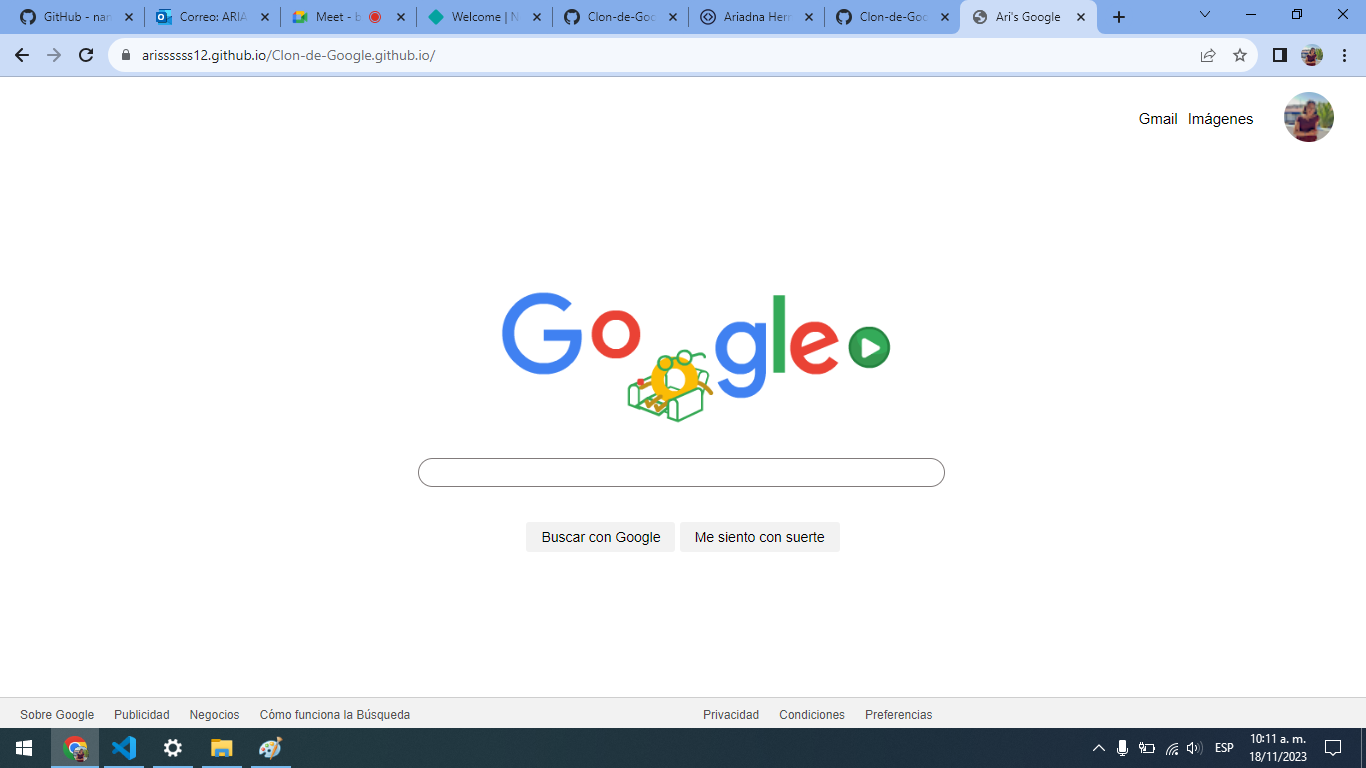 GitHub - nar
Correo: ARIA
Meet - b
Welcome | N
Clon-de-Goo
Ariadna Herr
Clon-de-Goo
Ari's Google
arissssss12.github.io/Clon-de-Google.github.io/
Gmail Imágenes
Google
Buscar con Google Me siento con suerte
Sobre Google Publicidad Negocios Cómo funciona la Búsqueda Privacidad Condiciones Preferencias
ESP
10:11 a. m.
18/11/2023